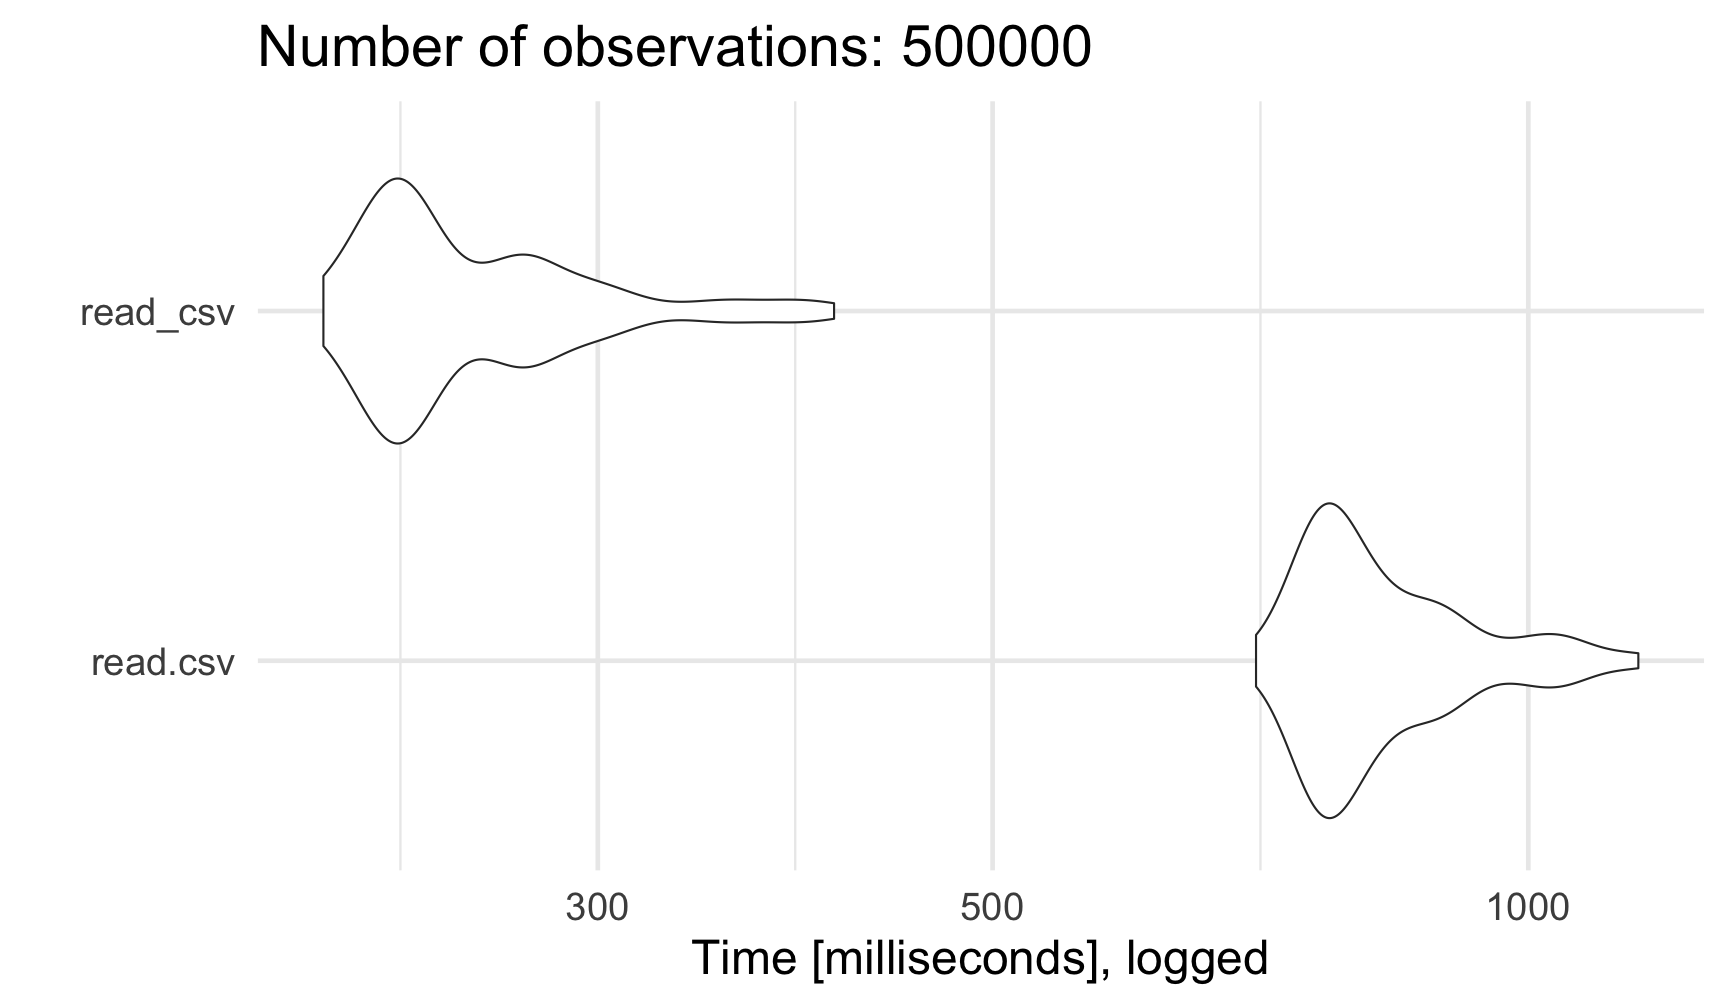 Number of observations: 500000
read_csv
read.csv
300 500 1000
Time [milliseconds], logged